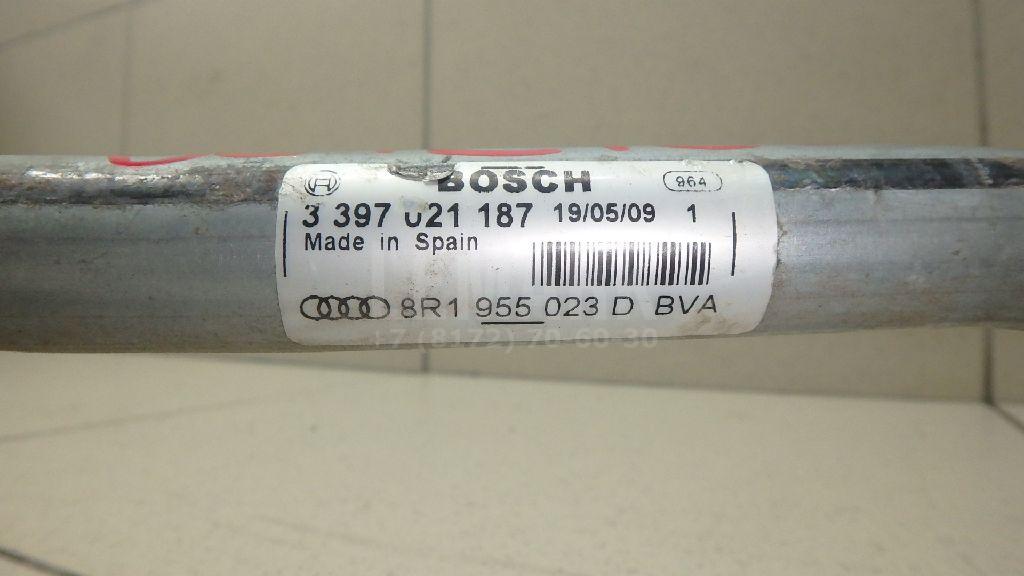 BOSCH 964
3 397 021 187 19/05/09 1
Made in Spain
8R1 955 023 D BVA
+7 (8172) 70-60-30